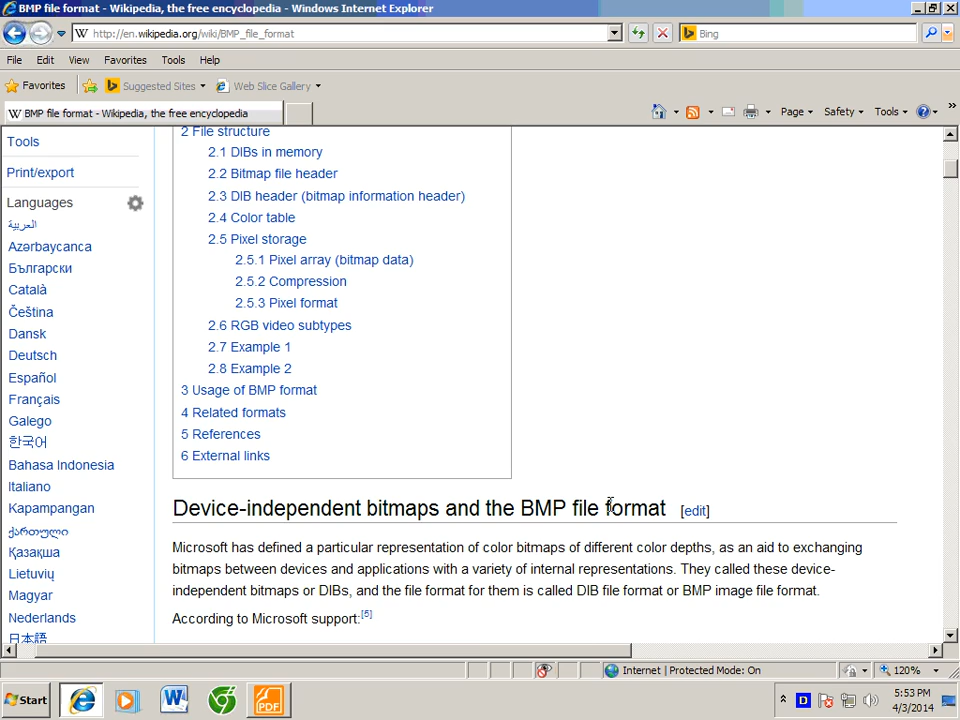 BMP file format - Wikipedia, the free encyclopedia - Windows Internet Explorer
http://en.wikipedia.org/wiki/BMP_file_format
Bing
File Edit View Favorites Tools Help
Favorites Suggested Sites Web Slice Gallery
BMP file format - Wikipedia, the free encyclopedia
Page Safety Tools »
Tools
Print/export
Languages
العربية
Azərbaycanca
Български
Català
Čeština
Dansk
Deutsch
Español
Français
Galego
한국어
Bahasa Indonesia
Italiano
Kapampangan
ქართული
Қазақша
Lietuvių
Magyar
Nederlands
日本語
2 File structure
2.1 DIBs in memory
2.2 Bitmap file header
2.3 DIB header (bitmap information header)
2.4 Color table
2.5 Pixel storage
2.5.1 Pixel array (bitmap data)
2.5.2 Compression
2.5.3 Pixel format
2.6 RGB video subtypes
2.7 Example 1
2.8 Example 2
3 Usage of BMP format
4 Related formats
5 References
6 External links
Device-independent bitmaps and the BMP file format [edit]
Microsoft has defined a particular representation of color bitmaps of different color depths, as an aid to exchanging
bitmaps between devices and applications with a variety of internal representations. They called these device-
independent bitmaps or DIBs, and the file format for them is called DIB file format or BMP image file format.
According to Microsoft support:[5]
Internet | Protected Mode: On
120%
Start
W
PDF
D
5:53 PM
4/3/2014